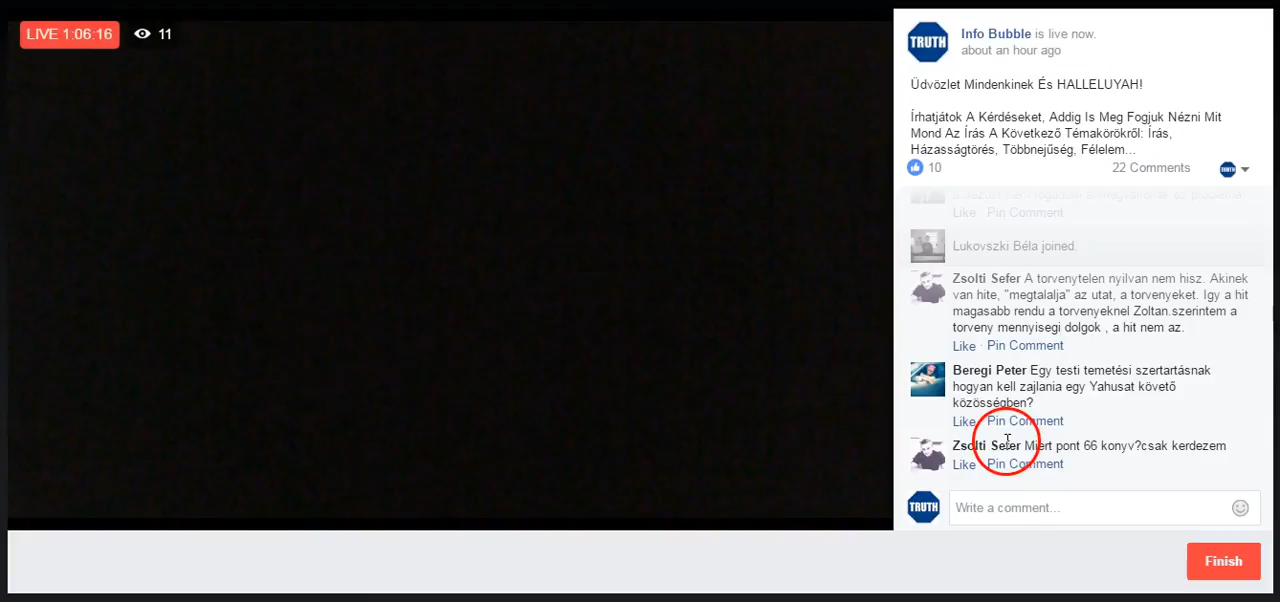 LIVE 1:06:16 11
TRUTH
Info Bubble is live now.
about an hour ago
Üdvözlet Mindenkinek És HALLELUYAH!
Írhatjátok A Kérdéseket, Addig Is Meg Fogjuk Nézni Mit
Mond Az Írás A Következő Témakörökről: Írás,
Házasságtörés, Többnejűség, Félelem...
10 22 Comments TRUTH
Like Pin Comment
Lukovszki Béla joined.
Zsolti Sefer A torvenytelen nyilvan nem hisz. Akinek
van hite, "megtalalja" az utat, a torvenyeket. Igy a hit
magasabb rendu a torvenyeknel Zoltan.szerintem a
torveny mennyisegi dolgok , a hit nem az.
Like · Pin Comment
Beregi Peter Egy testi temetési szertartásnak
hogyan kell zajlania egy Yahusat követő
közösségben?
Like · Pin Comment
Zsolti Sefer Miert pont 66 konyv?csak kerdezem
Like · Pin Comment
TRUTH
Write a comment...
Finish